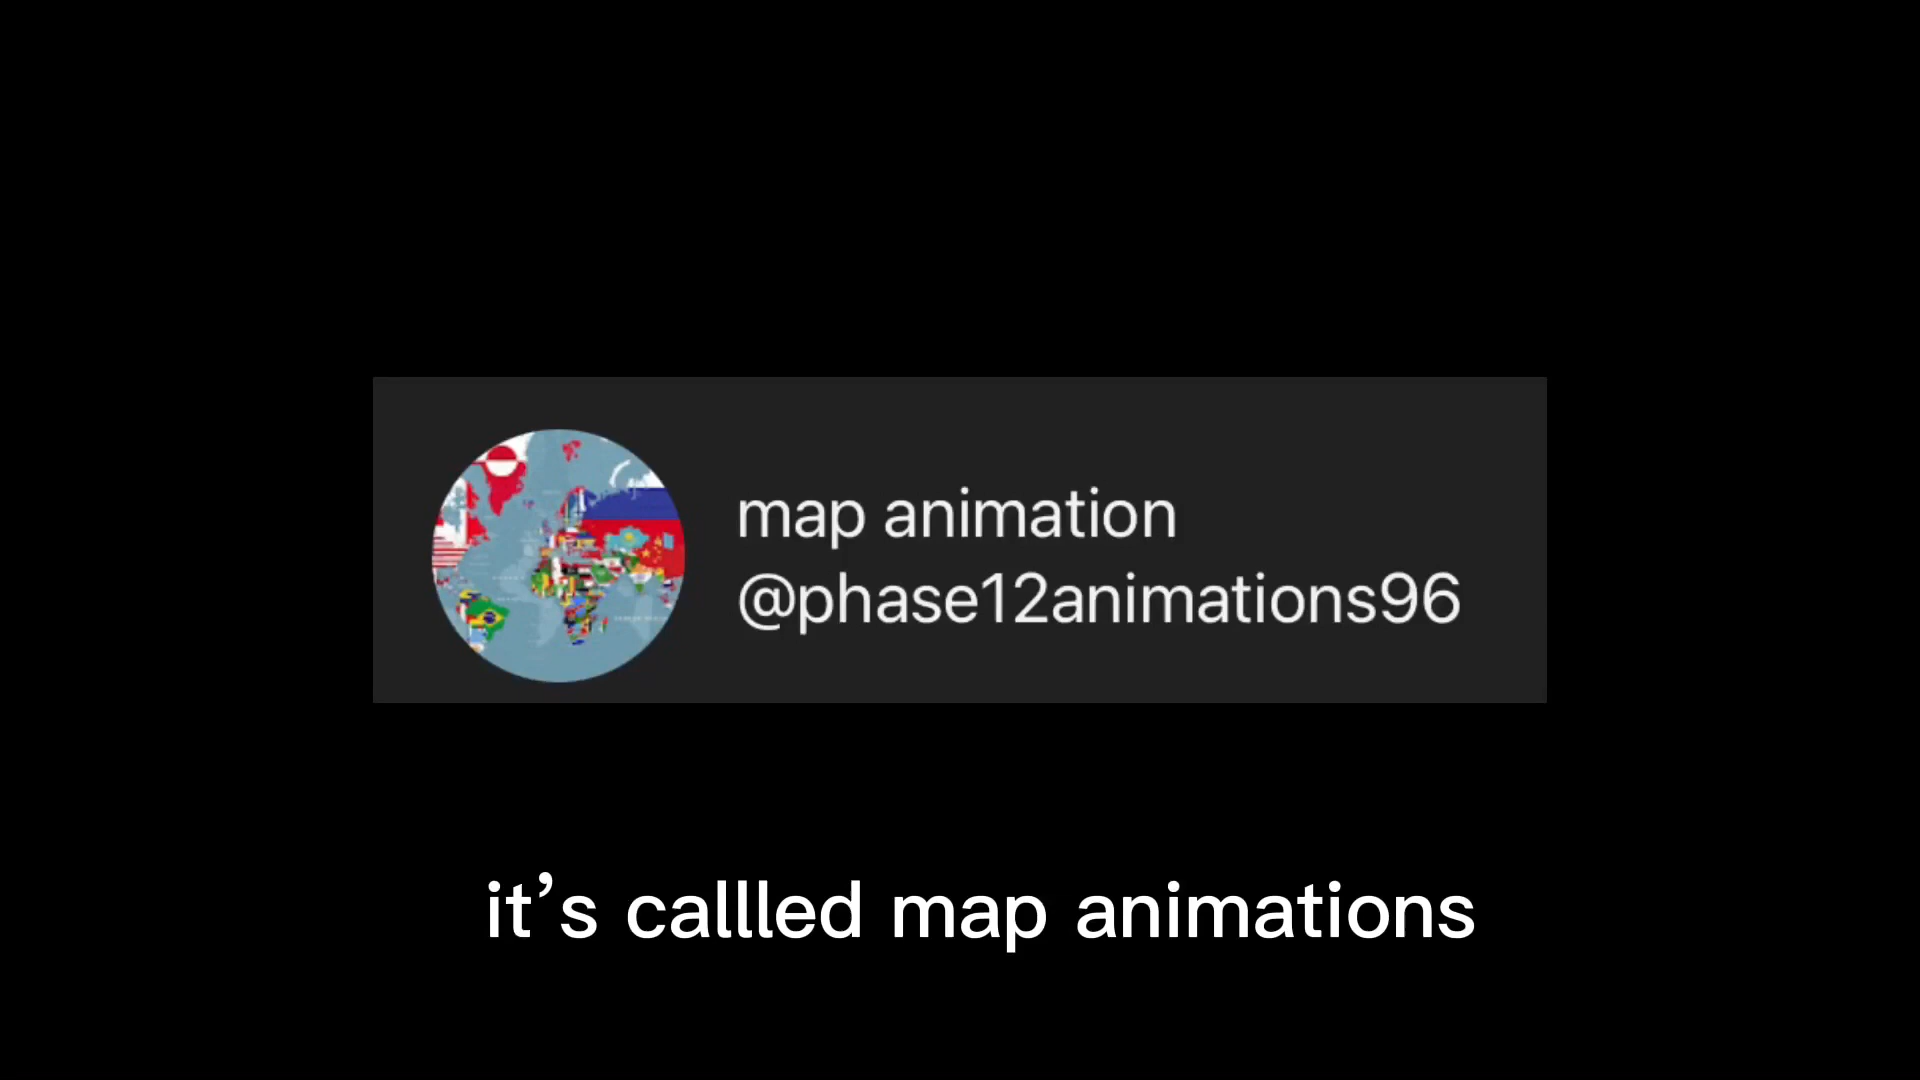 map animation
@phase12animations96
it’s callled map animations